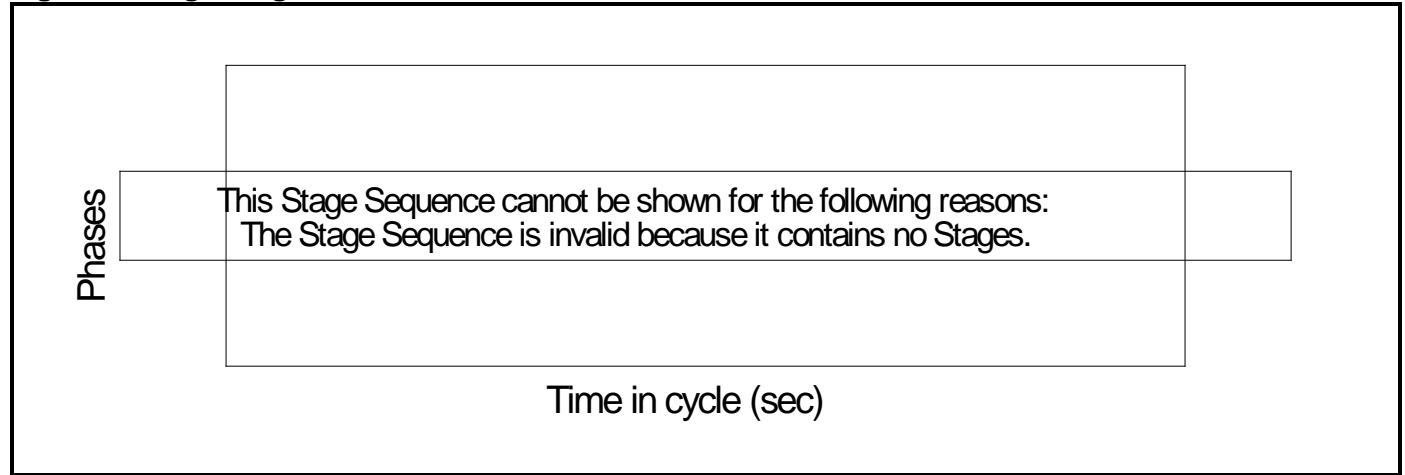 Phases
This Stage Sequence cannot be shown for the following reasons:
The Stage Sequence is invalid because it contains no Stages.
Time in cycle (sec)